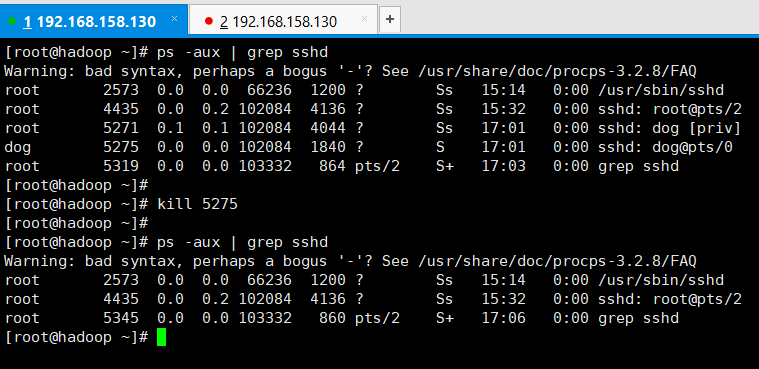 1 192.168.158.130 × 2 192.168.158.130 × +
[root@hadoop ~]# ps -aux | grep sshd
Warning: bad syntax, perhaps a bogus '-'? See /usr/share/doc/procps-3.2.8/FAQ
root 2573 0.0 0.0 66236 1200 ? Ss 15:14 0:00 /usr/sbin/sshd
root 4435 0.0 0.2 102084 4136 ? Ss 15:32 0:00 sshd: root@pts/2
root 5271 0.1 0.1 102084 4044 ? Ss 17:01 0:00 sshd: dog [priv]
dog 5275 0.0 0.0 102084 1840 ? S 17:01 0:00 sshd: dog@pts/0
root 5319 0.0 0.0 103332 864 pts/2 S+ 17:03 0:00 grep sshd
[root@hadoop ~]#
[root@hadoop ~]# kill 5275
[root@hadoop ~]#
[root@hadoop ~]# ps -aux | grep sshd
Warning: bad syntax, perhaps a bogus '-'? See /usr/share/doc/procps-3.2.8/FAQ
root 2573 0.0 0.0 66236 1200 ? Ss 15:14 0:00 /usr/sbin/sshd
root 4435 0.0 0.2 102084 4136 ? Ss 15:32 0:00 sshd: root@pts/2
root 5345 0.0 0.0 103332 860 pts/2 S+ 17:06 0:00 grep sshd
[root@hadoop ~]#